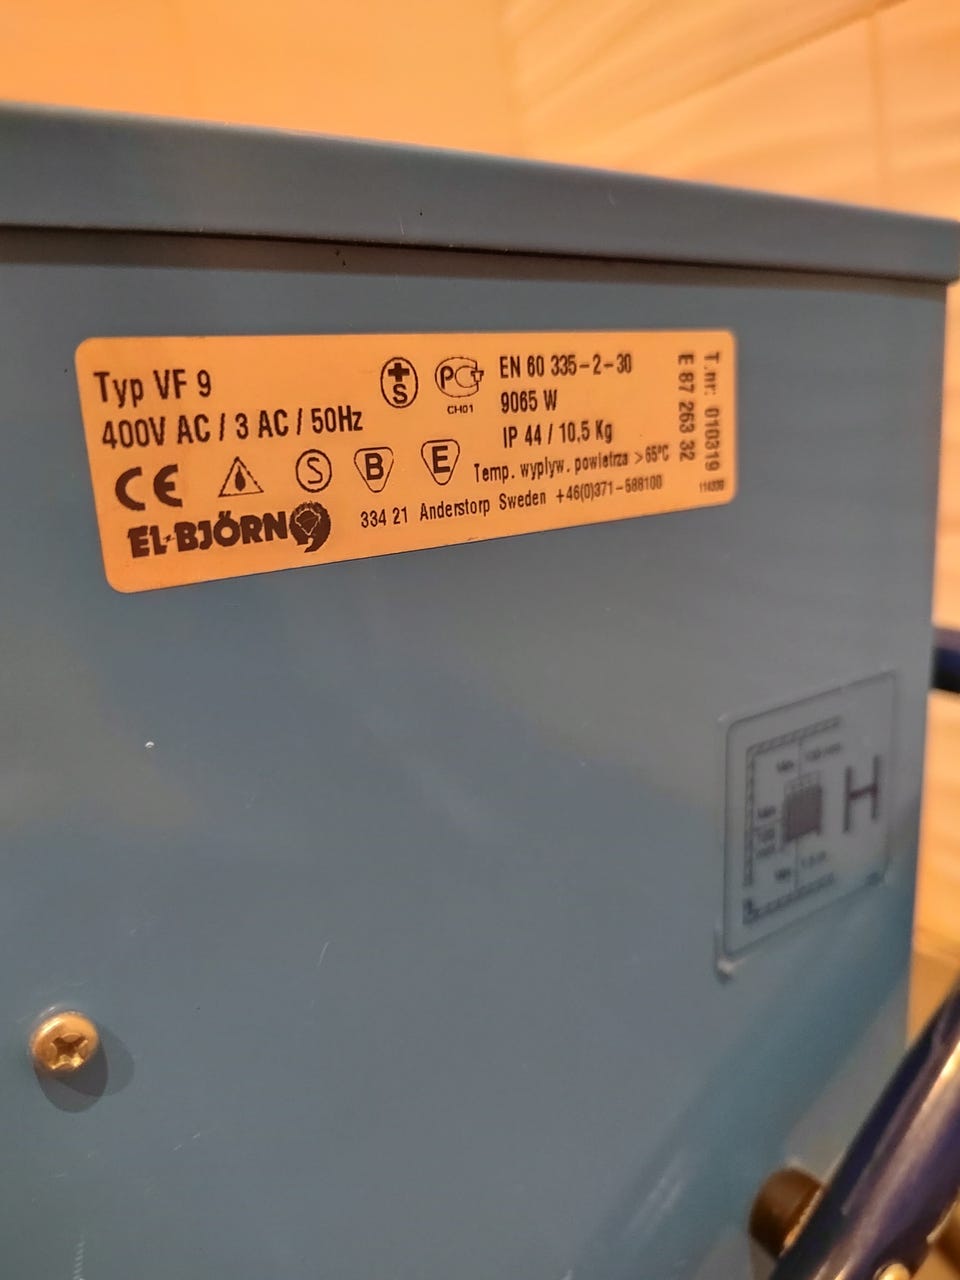 Typ VF 9
400V AC / 3 AC / 50Hz
+
S
PCT
CH01
EN 60 335-2-30
9065 W
IP 44 / 10,5 Kg
Temp. wyplyw. powietrza >65°C
CE
S
B
E
EL-BJÖRN
334 21 Anderstorp Sweden +46(0)371-588100
T.nr: 010319
E 87 263 32
H